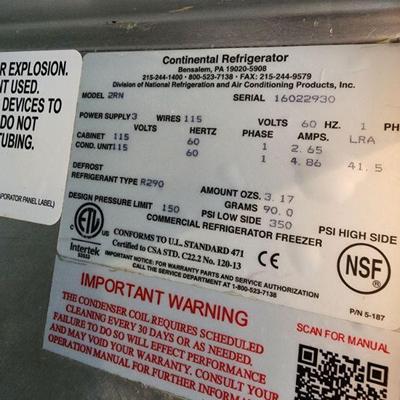 R EXPLOSION.
NT USED.
DEVICES TO
DO NOT
TUBING.
PORATOR PANEL LABEL)
Continental Refrigerator
Bensalem, PA 19020-5908
215-244-1400 • 800-523-7138 • FAX: 215-244-9579
Division of National Refrigeration and Air Conditioning Products, Inc.
MODEL 2RN SERIAL 16022930
POWER SUPPLY 3 WIRES 115 VOLTS 60 HZ. 1 P
VOLTS HERTZ PHASE AMPS. LRA
CABINET 115 60 1 2.65
COND. UNIT 115 60 1 4.86 41.5
DEFROST
REFRIGERANT TYPE R290 AMOUNT OZS. 3.17
GRAMS 90.0
DESIGN PRESSURE LIMIT 150 PSI LOW SIDE 350 PSI HIGH SIDE
COMMERCIAL REFRIGERATOR FREEZER
ETL
Intertek
CONFORMS TO U.L. STANDARD 471
Certified to CSA STD. C22.2 No. 120-13
CE
NSF
IMPORTANT NOTICE: FOR WARRANTY REPAIRS AND SERVICE AUTHORIZATION
CALL THE SERVICE DEPARTMENT AT 1-800-523-7138
P/N 5-187
IMPORTANT WARNING
THE CONDENSER COIL REQUIRES SCHEDULED
CLEANING EVERY 30 DAYS OR AS NEEDED.
FAILURE TO DO SO WILL EFFECT PERFORMANCE
AND MAY VOID YOUR WARRANTY. CONSULT YOUR
OPERATION MANUAL FOR FURTHER INFORMA
SCAN FOR MANUAL